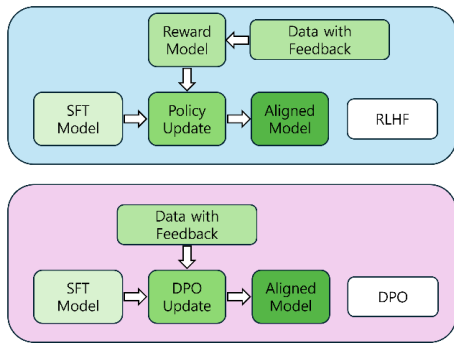 Reward
Model
Data with
Feedback
SFT
Model
Policy
Update
Aligned
Model
RLHF
Data with
Feedback
SFT
Model
DPO
Update
Aligned
Model
DPO